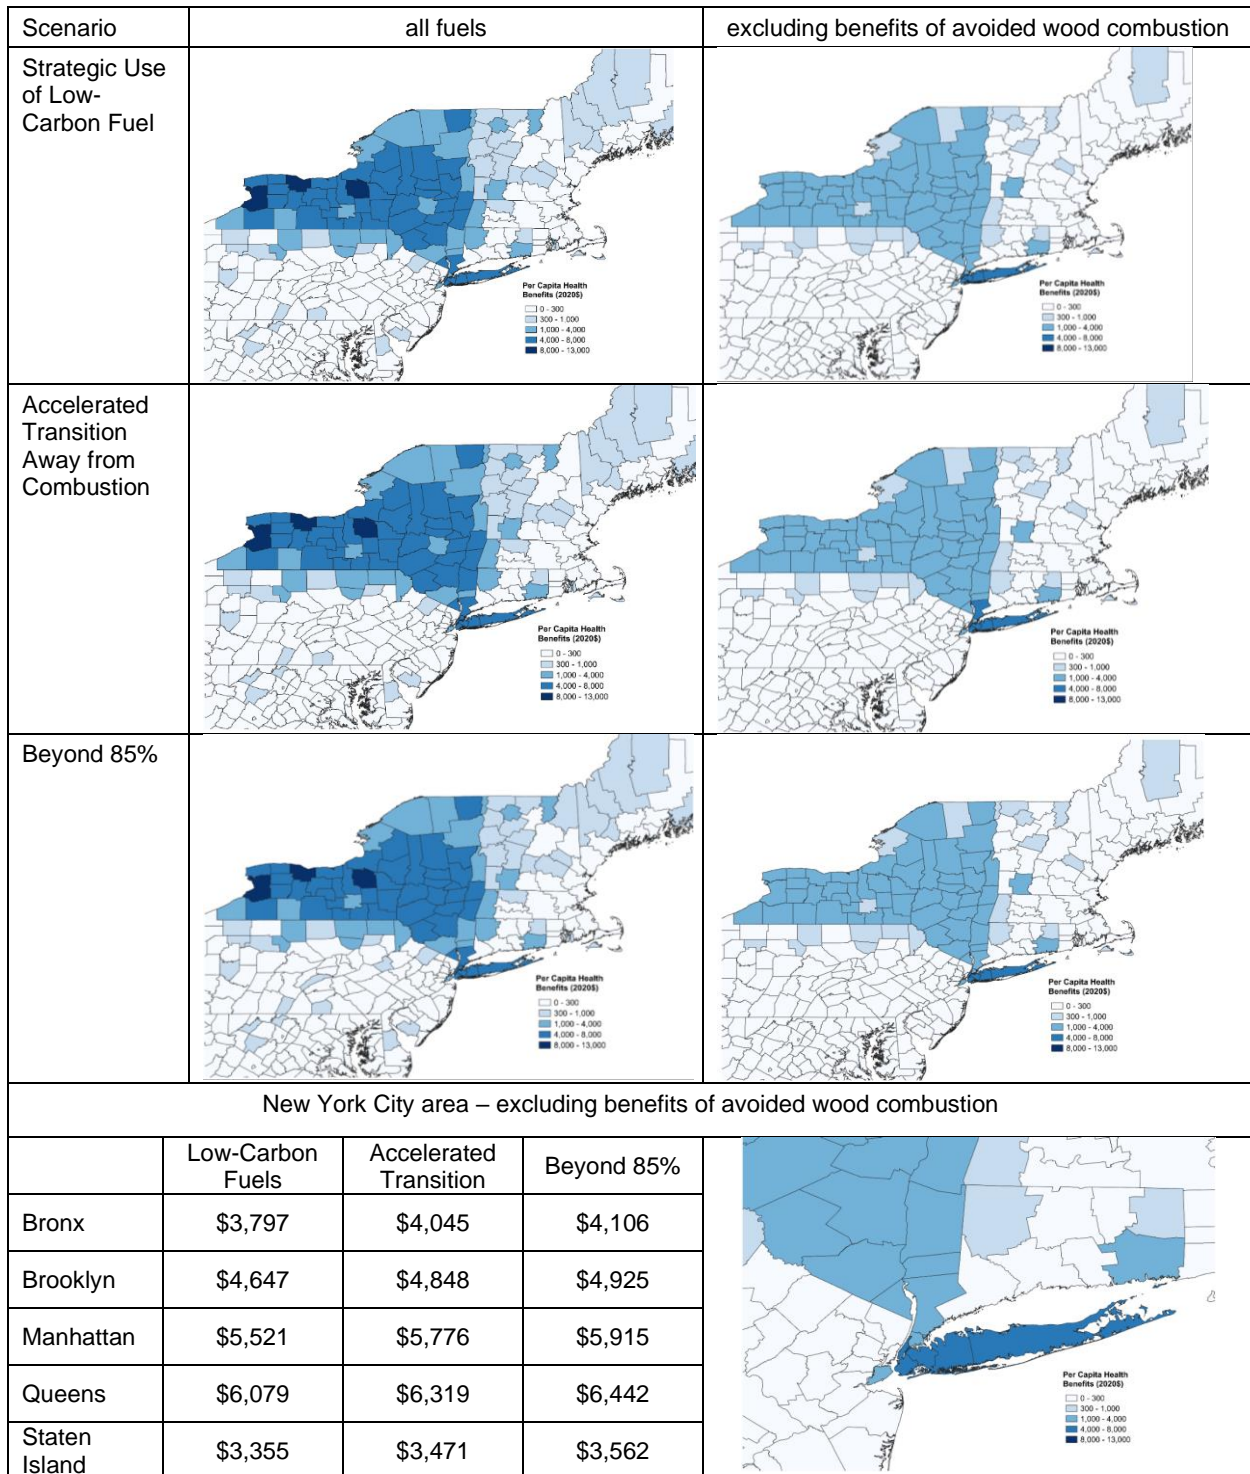 Scenario
all fuels
excluding benefits of avoided wood combustion
Strategic Use
of Low-
Carbon Fuel
Per Capita Health
Benefits (2020$)
0 - 300
300 - 1.000
1,000 - 4,000
4,000 - 8,000
8,000 - 13,000
Per Capita Health
Benefits (2020$)
0 - 300
300 - 1,000
1,000 - 4,000
4,000 - 8,000
8,000 - 13,000
Accelerated
Transition
Away from
Combustion
Per Capita Health
Benefits (2020$)
0 - 300
300 - 1,000
1,000 - 4,000
4,000 - 8,000
8,000 - 13,000
Per Capita Health
Benefits (2020$)
0 - 300
300 - 1,000
1,000 - 4,000
4,000 - 8,000
8,000 - 13,000
Beyond 85%
Per Capita Health
Benefits (2020$)
0 - 300
300 - 1,000
1,000 - 4,000
4,000 - 8,000
8,000 - 13,000
Per Capita Health
Benefits (2020$)
0 - 300
300 - 1,000
1,000 - 4,000
4,000 - 8,000
8,000 - 13,000
New York City area – excluding benefits of avoided wood combustion
Low-Carbon
Fuels
Accelerated
Transition
Beyond 85%
Bronx
$3,797
$4,045
$4,106
Brooklyn
$4,647
$4,848
$4,925
Manhattan
$5,521
$5,776
$5,915
Queens
$6,079
$6,319
$6,442
Staten
Island
$3,355
$3,471
$3,562
Per Capita Health
Benefits (2020$)
0 - 300
300 - 1,000
1,000 - 4,000
4,000 - 8,000
8,000 - 13,000